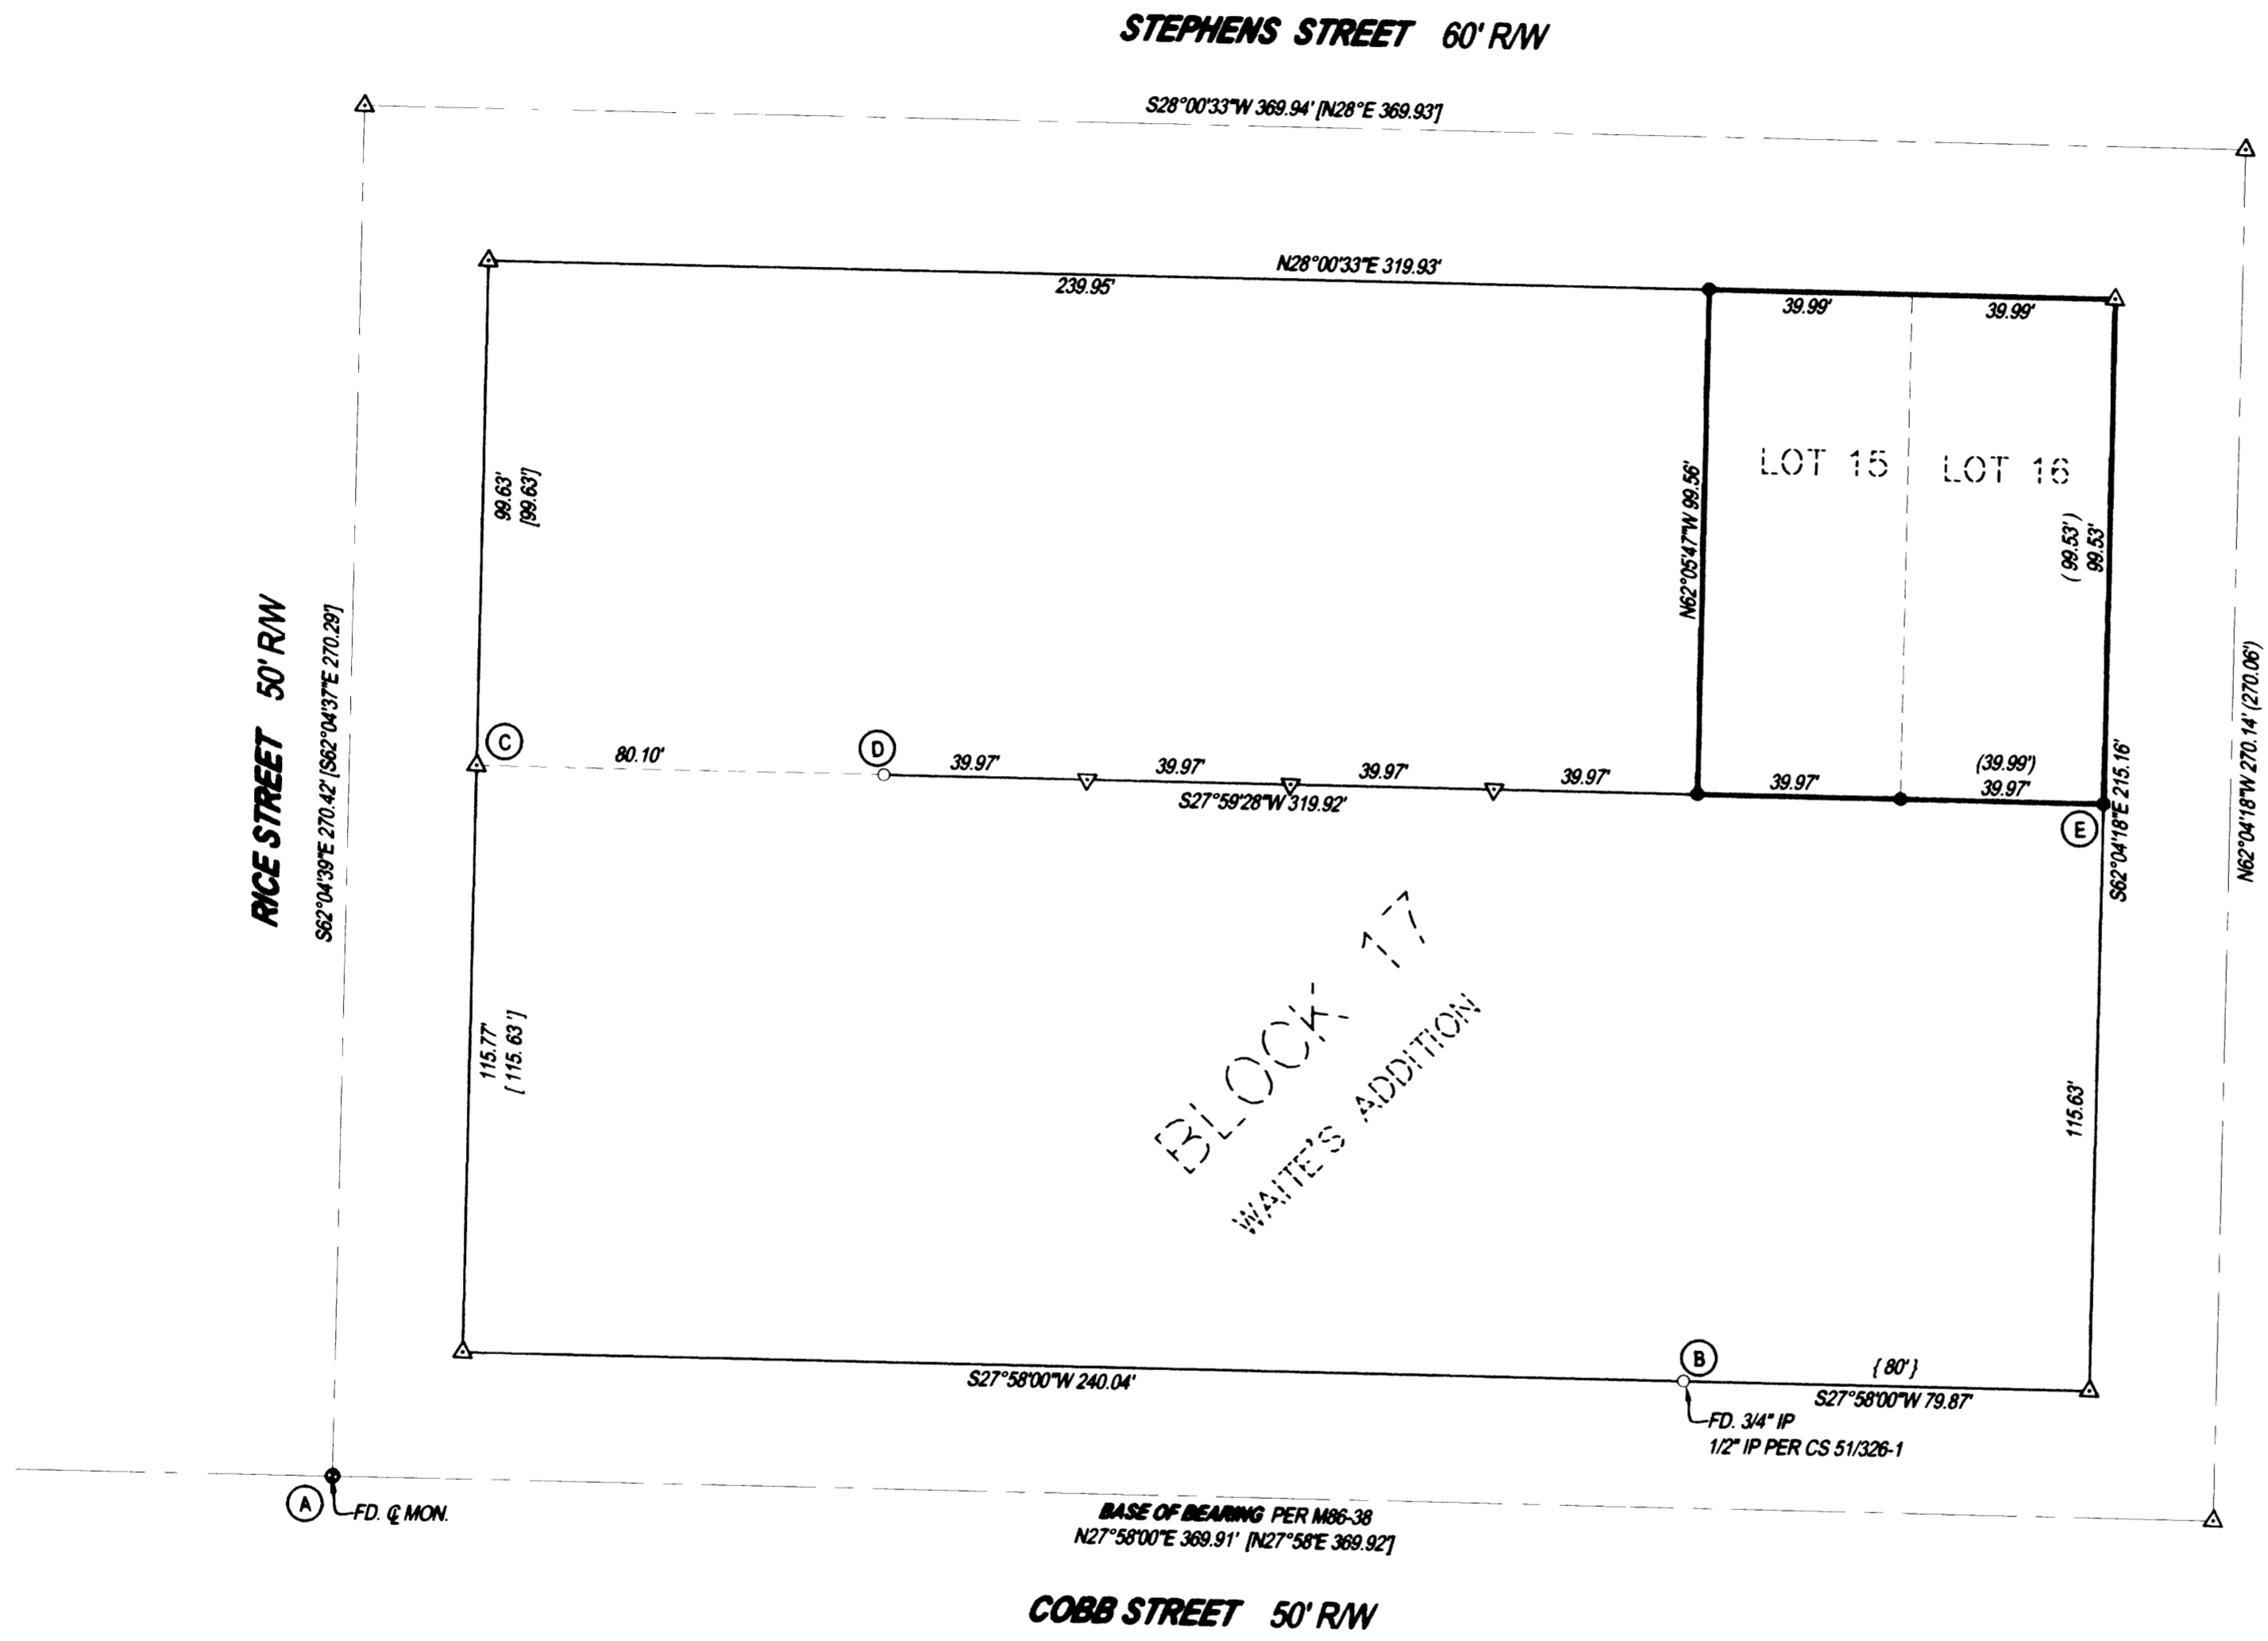 STEPHENS STREET 60' R/W
S28°00'33"W 369.94' [N28°E 369.93']
N28°00'33"E 319.93'
239.95'
39.99'
39.99'
LOT 15
LOT 16
99.63'
[99.63']
N62°05'47"W 99.56'
(99.53')
99.53'
RICE STREET 50' R/W
S62°04'39"E 270.42' [S62°04'37"E 270.29']
N62°04'18"W 270.14' (270.06')
S62°04'18"E 215.16'
C
80.10'
D
39.97'
39.97'
39.97'
39.97'
39.97'
(39.99')
39.97'
S27°59'28"W 319.92'
E
BLOCK 17
WAITE'S ADDITION
115.77'
[115.63']
115.63'
B
{80'}
S27°58'00"W 240.04'
S27°58'00"W 79.87'
FD. 3/4" IP
1/2" IP PER CS 51/326-1
A
FD. ℄ MON.
BASE OF BEARING PER M86-38
N27°58'00"E 369.91' [N27°58'E 369.92']
COBB STREET 50' R/W